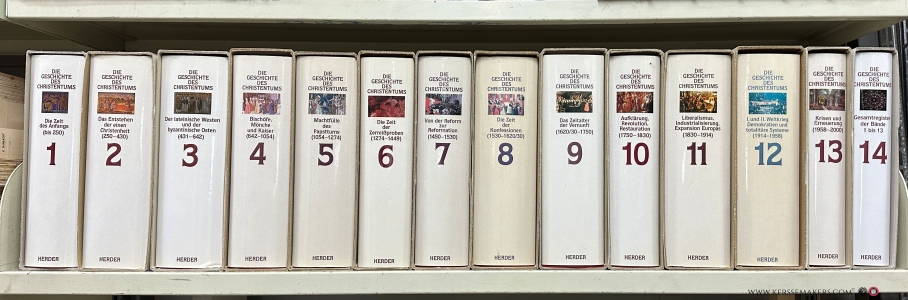 DIE
GESCHICHTE
DES
CHRISTENTUMS
Die Zeit
des Anfangs
(bis 250)
1
HERDER
DIE
GESCHICHTE
DES
CHRISTENTUMS
Das Entstehen
der einen
Christenheit
(250–430)
2
HERDER
DIE
GESCHICHTE
DES
CHRISTENTUMS
Der lateinische Westen
und der
byzantinische Osten
(431–642)
3
HERDER
DIE
GESCHICHTE
DES
CHRISTENTUMS
Bischöfe,
Mönche
und Kaiser
(642–1054)
4
HERDER
DIE
GESCHICHTE
DES
CHRISTENTUMS
Machtfülle
des
Papsttums
(1054–1274)
5
HERDER
DIE
GESCHICHTE
DES
CHRISTENTUMS
Die Zeit
der
Zerreißproben
(1274–1449)
6
HERDER
DIE
GESCHICHTE
DES
CHRISTENTUMS
Von der Reform
zur
Reformation
(1450–1530)
7
HERDER
DIE
GESCHICHTE
DES
CHRISTENTUMS
Die Zeit
der
Konfessionen
(1530–1620/30)
8
HERDER
DIE
GESCHICHTE
DES
CHRISTENTUMS
Das Zeitalter
der Vernunft
(1620/30–1750)
9
HERDER
DIE
GESCHICHTE
DES
CHRISTENTUMS
Aufklärung,
Revolution,
Restauration
(1750–1830)
10
HERDER
DIE
GESCHICHTE
DES
CHRISTENTUMS
Liberalismus,
Industrialisierung,
Expansion Europas
(1830–1914)
11
HERDER
DIE
GESCHICHTE
DES
CHRISTENTUMS
I. und II. Weltkrieg
Demokratien und
totalitäre Systeme
(1914–1958)
12
HERDER
DIE
GESCHICHTE
DES
CHRISTENTUMS
Krisen und
Erneuerung
(1958–2000)
13
HERDER
DIE
GESCHICHTE
DES
CHRISTENTUMS
Gesamtregister
der Bände
1 bis 13
14
HERDER
WWW.KERSSEMAKERS.COM